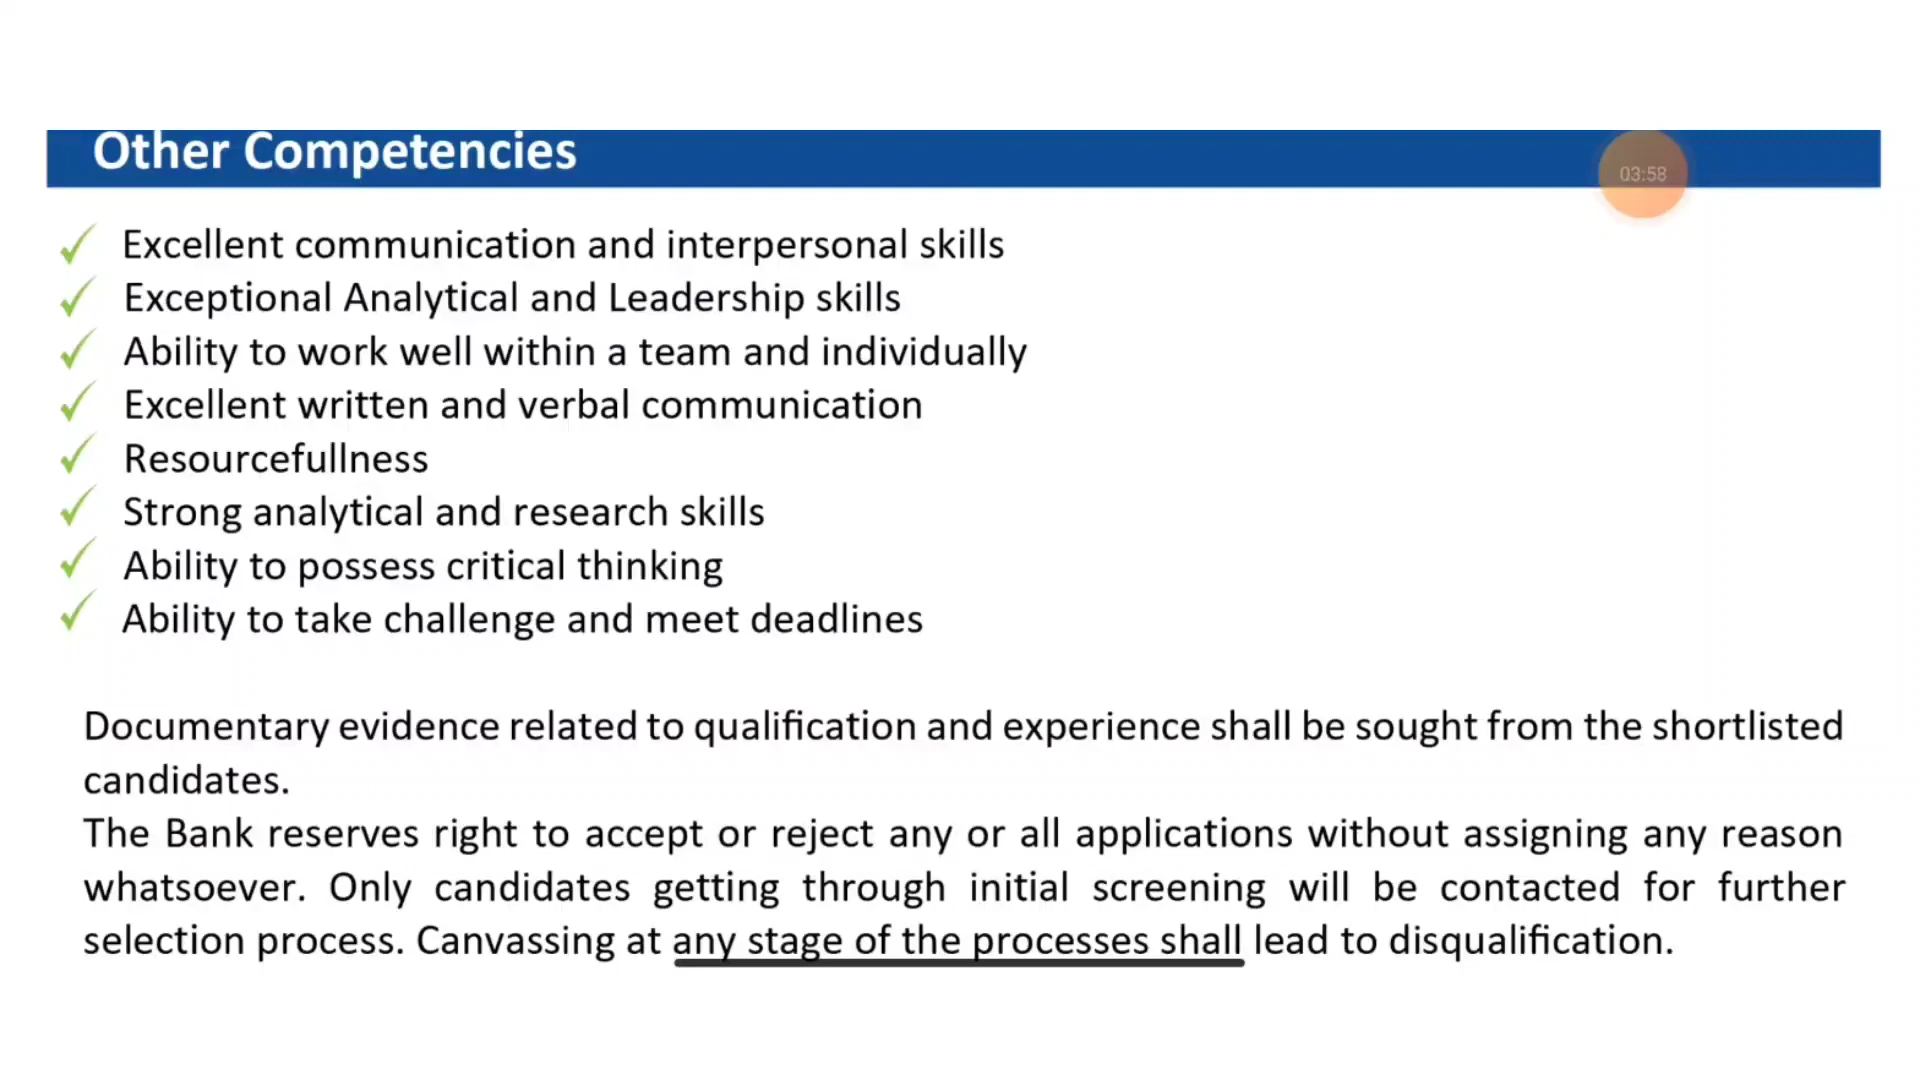 Other Competencies
03:58
Excellent communication and interpersonal skills
Exceptional Analytical and Leadership skills
Ability to work well within a team and individually
Excellent written and verbal communication
Resourcefullness
Strong analytical and research skills
Ability to possess critical thinking
Ability to take challenge and meet deadlines
Documentary evidence related to qualification and experience shall be sought from the shortlisted
candidates.
The Bank reserves right to accept or reject any or all applications without assigning any reason
whatsoever. Only candidates getting through initial screening will be contacted for further
selection process. Canvassing at any stage of the processes shall lead to disqualification.